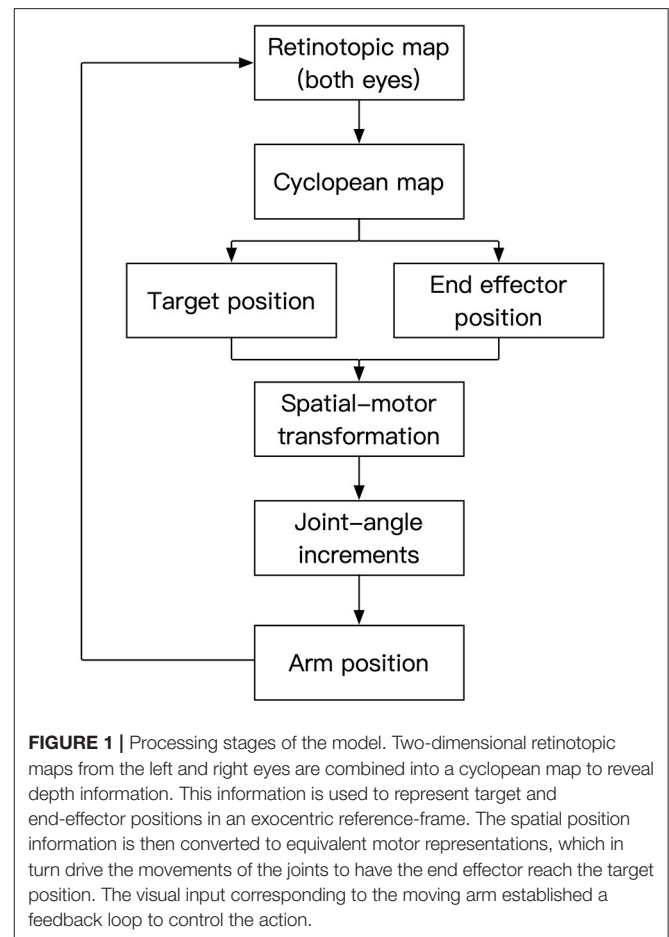 Retinotopic map
(both eyes)
Cyclopean map
Target position
End effector
position
Spatial–motor
transformation
Joint–angle
increments
Arm position
FIGURE 1 | Processing stages of the model. Two-dimensional retinotopic
maps from the left and right eyes are combined into a cyclopean map to reveal
depth information. This information is used to represent target and
end-effector positions in an exocentric reference-frame. The spatial position
information is then converted to equivalent motor representations, which in
turn drive the movements of the joints to have the end effector reach the target
position. The visual input corresponding to the moving arm established a
feedback loop to control the action.